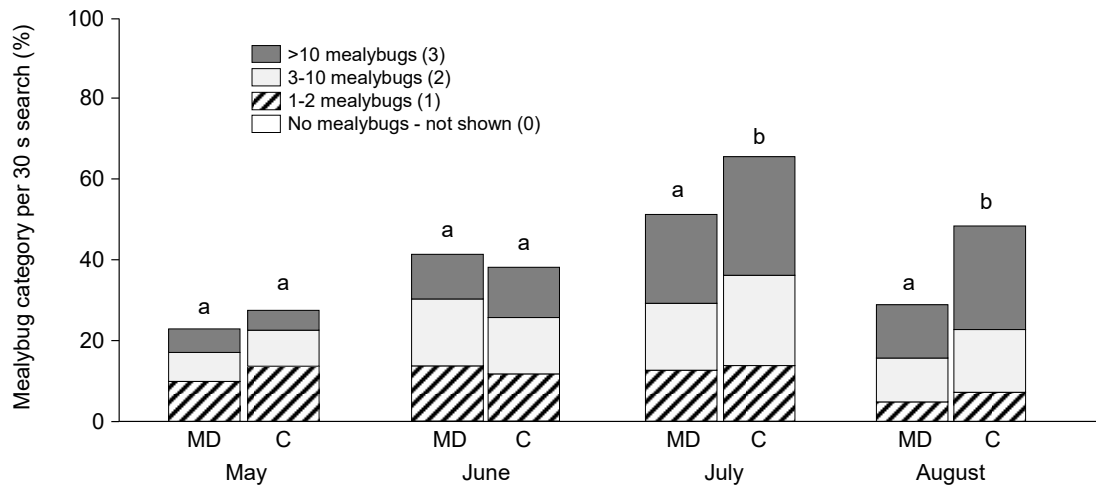 Mealybug category per 30 s search (%)
100
80
60
40
20
0
>10 mealybugs (3)
3-10 mealybugs (2)
1-2 mealybugs (1)
No mealybugs - not shown (0)
a
a
a
a
a
b
a
b
MD C MD C MD C MD C
May June July August